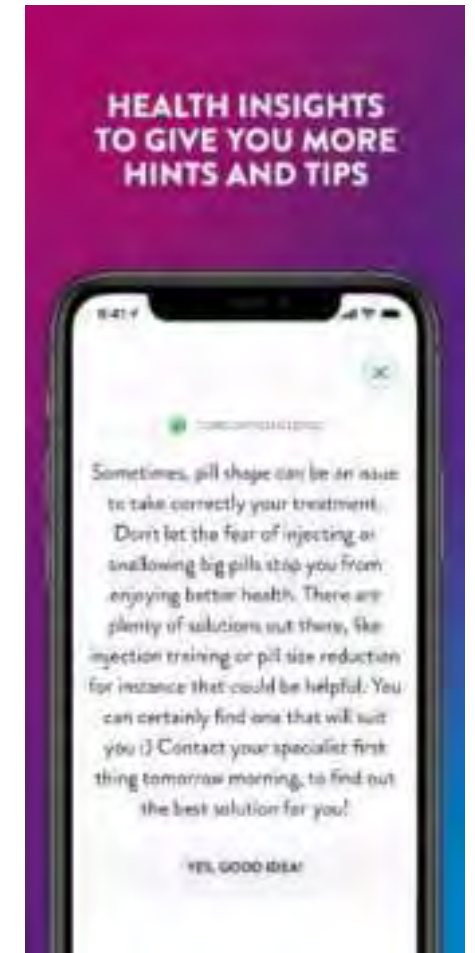 HEALTH INSIGHTS
TO GIVE YOU MORE
HINTS AND TIPS
9:41
Sometimes, pill shape can be an issue
to take correctly your treatment.
Don't let the fear of injecting or
swallowing big pills stop you from
enjoying better health. There are
plenty of solutions out there, like
injection training or pill size reduction
for instance that could be helpful. You
can certainly find one that will suit
you :) Contact your specialist first
thing tomorrow morning, to find out
the best solution for you!
YES, GOOD IDEA!